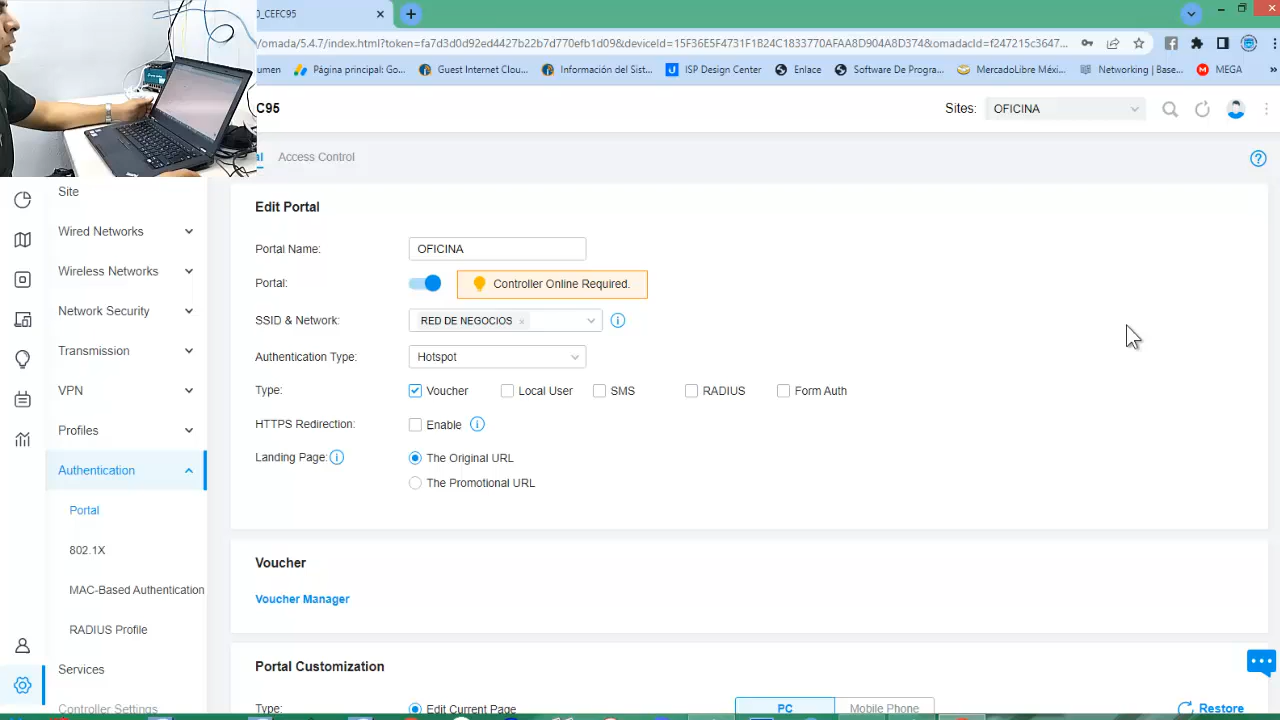 0_CEFC95
/omada/5.4.7/index.html?token=fa7d3d0d92ed4427b22b7d770efb1d09&deviceId=15F36E5F4731F1B24C1833770AFAA8D904A8D374&omadacId=f247215c3647...
umen Página principal: Go... Guest Internet Círcu... Información del Sist... ISP Design Center Enlace Software De Progra... MercadoLibre Méxi... Networking | Base... MEGA »
C95 Sites: OFICINA
Access Control
Site
Wired Networks
Wireless Networks
Network Security
Transmission
VPN
Profiles
Authentication
Portal
802.1X
MAC-Based Authentication
RADIUS Profile
Services
Controller Settings
Edit Portal
Portal Name: OFICINA
Portal: Controller Online Required.
SSID & Network: RED DE NEGOCIOS ×
Authentication Type: Hotspot
Type: Voucher Local User SMS RADIUS Form Auth
HTTPS Redirection: Enable
Landing Page: The Original URL
The Promotional URL
Voucher
Voucher Manager
Portal Customization
Type: Edit Current Page PC Mobile Phone Restore